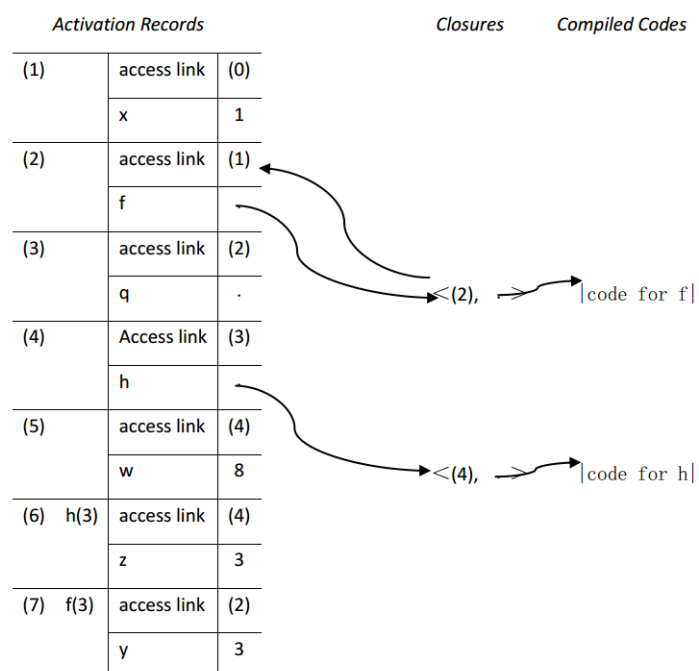 Activation Records Closures Compiled Codes
(1) access link (0)
x 1
(2) access link (1)
f
(3) access link (2)
q .
(4) Access link (3)
h
(5) access link (4)
w 8
(6) h(3) access link (4)
z 3
(7) f(3) access link (2)
y 3
<(2), > |code for f|
<(4), > |code for h|